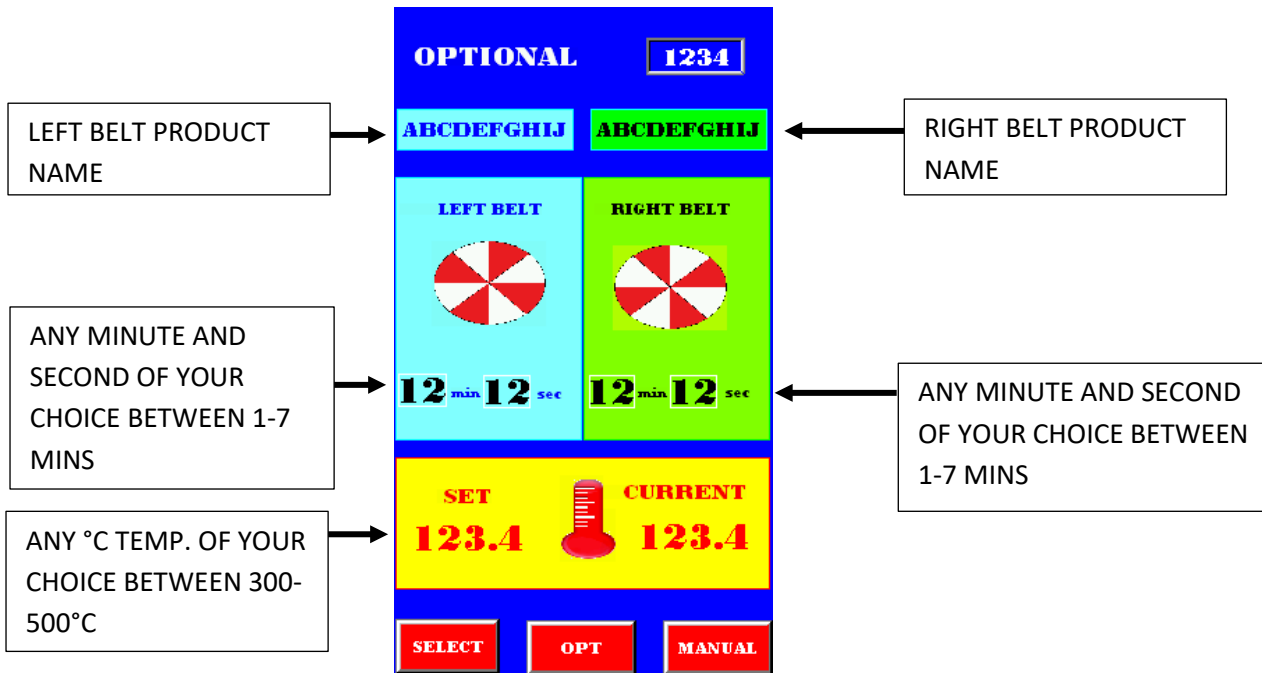 OPTIONAL 1234
LEFT BELT PRODUCT
NAME
ABCDEFGHIJ ABCDEFGHIJ
RIGHT BELT PRODUCT
NAME
LEFT BELT RIGHT BELT
ANY MINUTE AND
SECOND OF YOUR
CHOICE BETWEEN 1-7
MINS
12 min 12 sec 12 min 12 sec
ANY MINUTE AND SECOND
OF YOUR CHOICE BETWEEN
1-7 MINS
ANY °C TEMP. OF YOUR
CHOICE BETWEEN 300-
500°C
SET CURRENT
123.4 123.4
SELECT OPT MANUAL